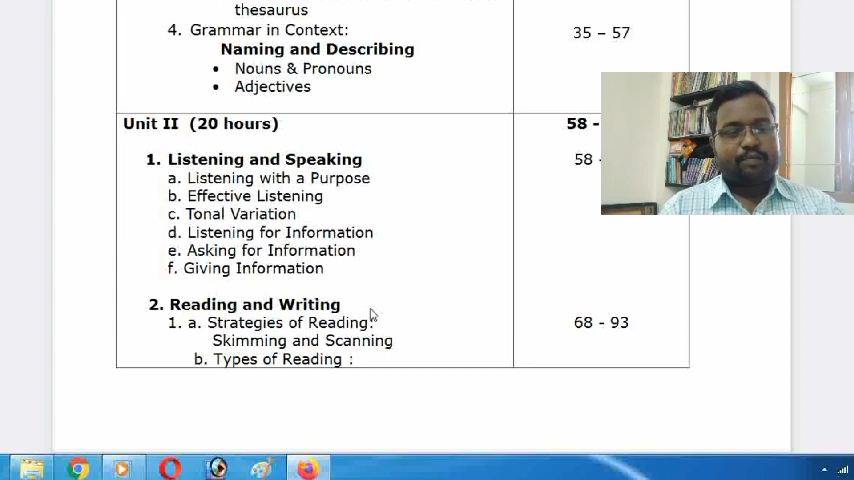 thesaurus
4. Grammar in Context:
35 – 57
Naming and Describing
• Nouns & Pronouns
• Adjectives
Unit II (20 hours)
58 -
1. Listening and Speaking
58 -
a. Listening with a Purpose
b. Effective Listening
c. Tonal Variation
d. Listening for Information
e. Asking for Information
f. Giving Information
2. Reading and Writing
1. a. Strategies of Reading:
68 - 93
Skimming and Scanning
b. Types of Reading :